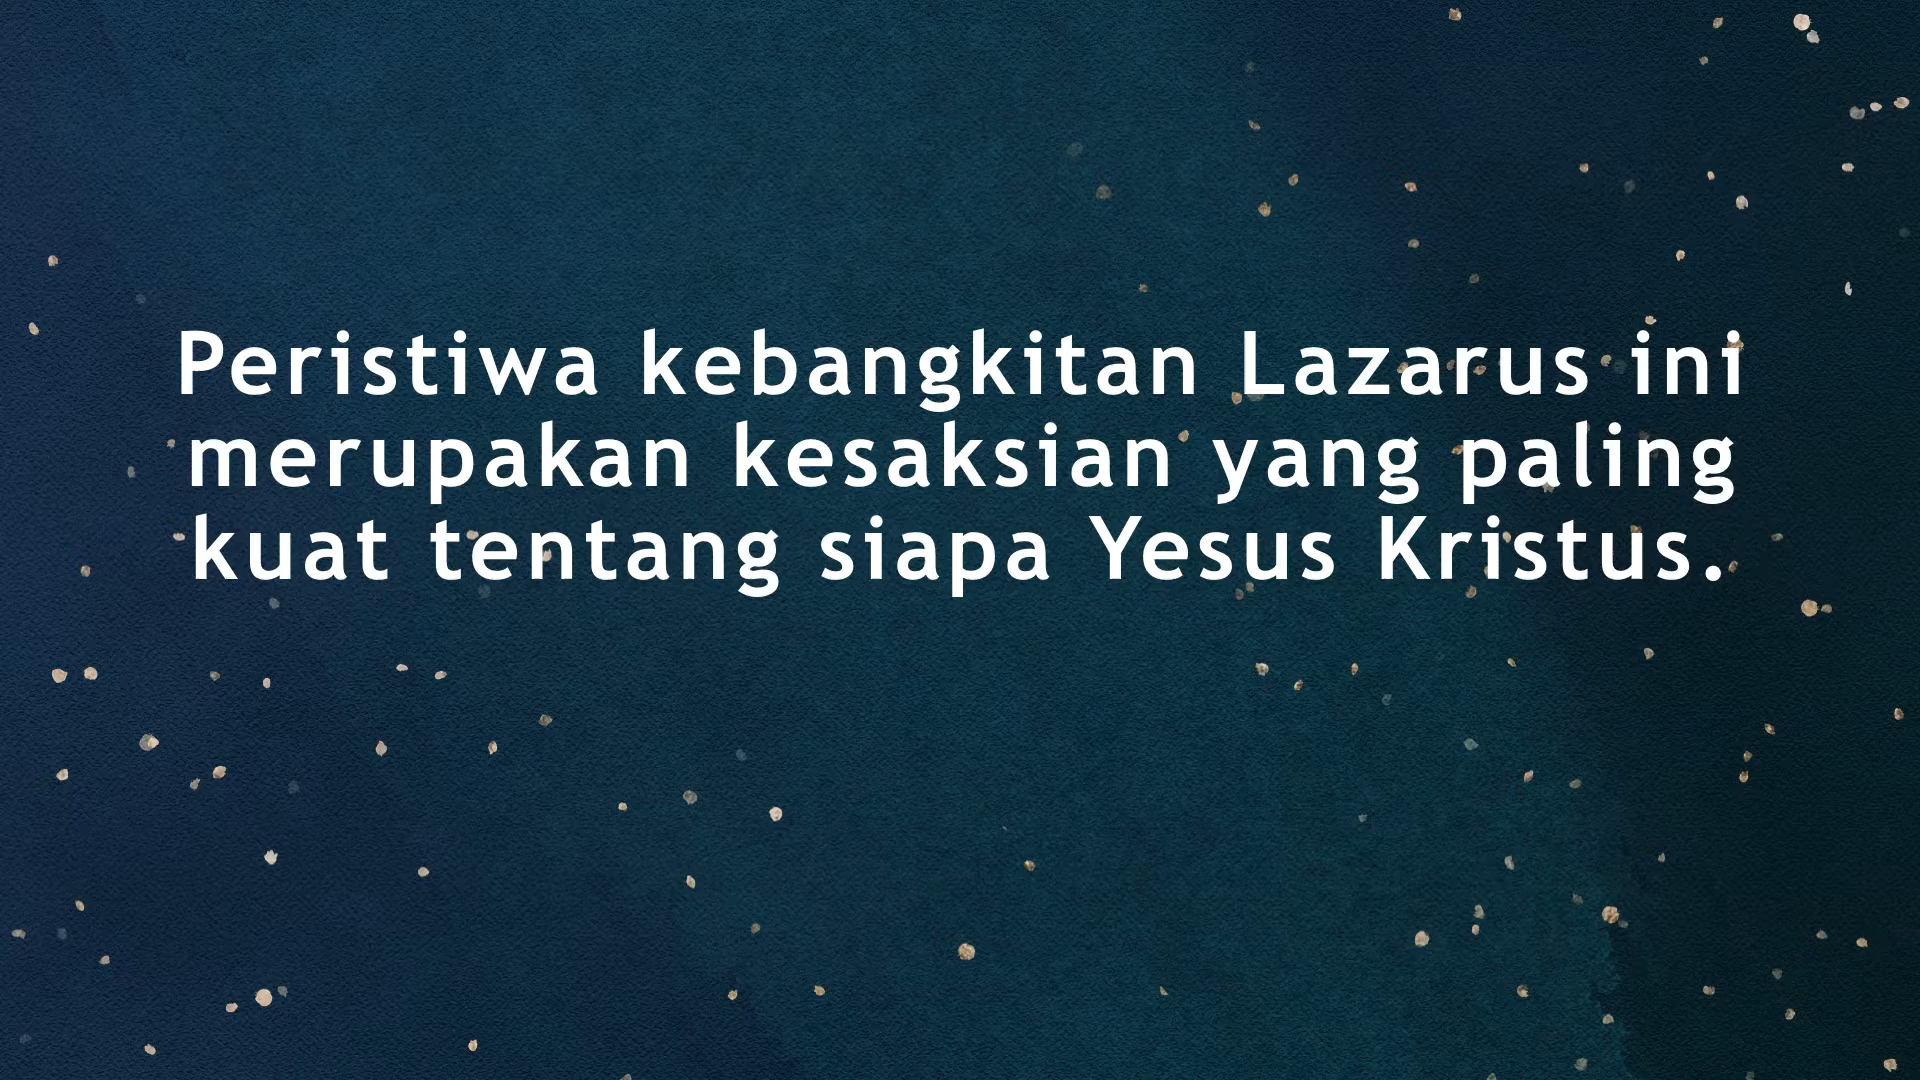 Peristiwa kebangkitan Lazarus ini
merupakan kesaksian yang paling
kuat tentang siapa Yesus Kristus.